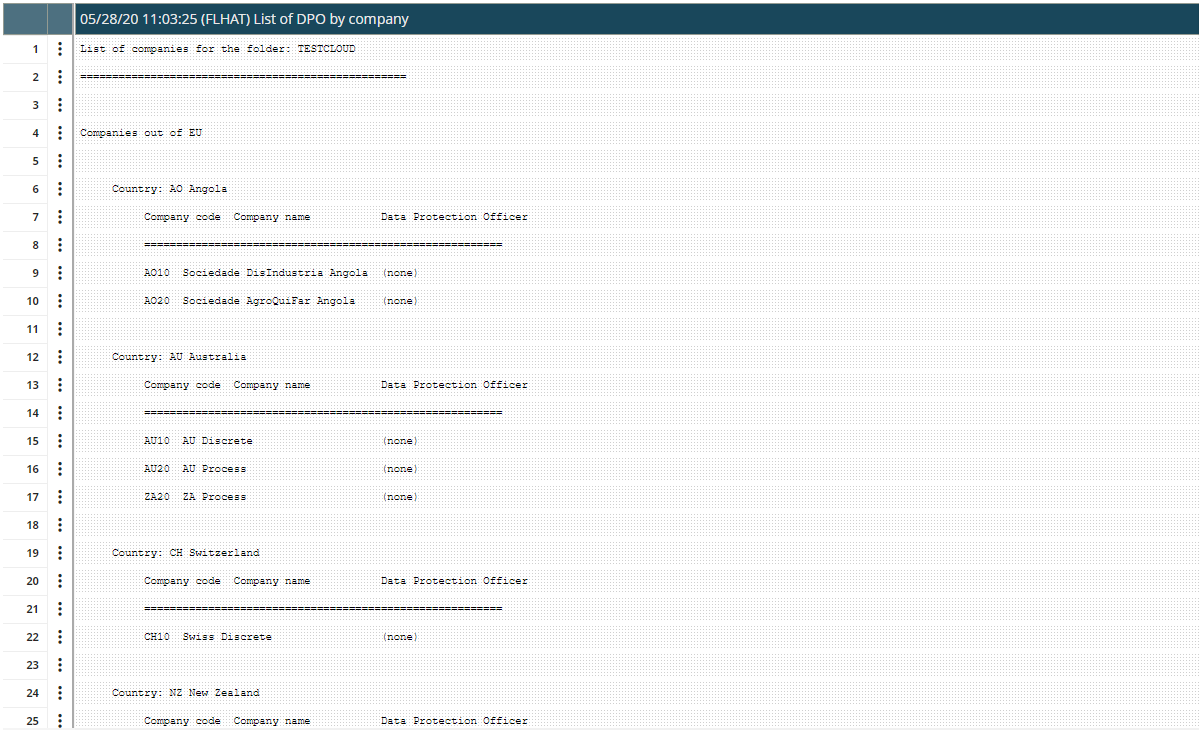 05/28/20 11:03:25 (FLHAT) List of DPO by company
1 List of companies for the folder: TESTCLOUD
2 ===================================================
3
4 Companies out of EU
5
6 Country: AO Angola
7 Company code  Company name           Data Protection Officer
8 ========================================================
9 AO10  Sociedade DisIndustria Angola  (none)
10 AO20  Sociedade AgroQuiFar Angola    (none)
11
12 Country: AU Australia
13 Company code  Company name           Data Protection Officer
14 ========================================================
15 AU10  AU Discrete                    (none)
16 AU20  AU Process                     (none)
17 ZA20  ZA Process                     (none)
18
19 Country: CH Switzerland
20 Company code  Company name           Data Protection Officer
21 ========================================================
22 CH10  Swiss Discrete                 (none)
23
24 Country: NZ New Zealand
25 Company code  Company name           Data Protection Officer